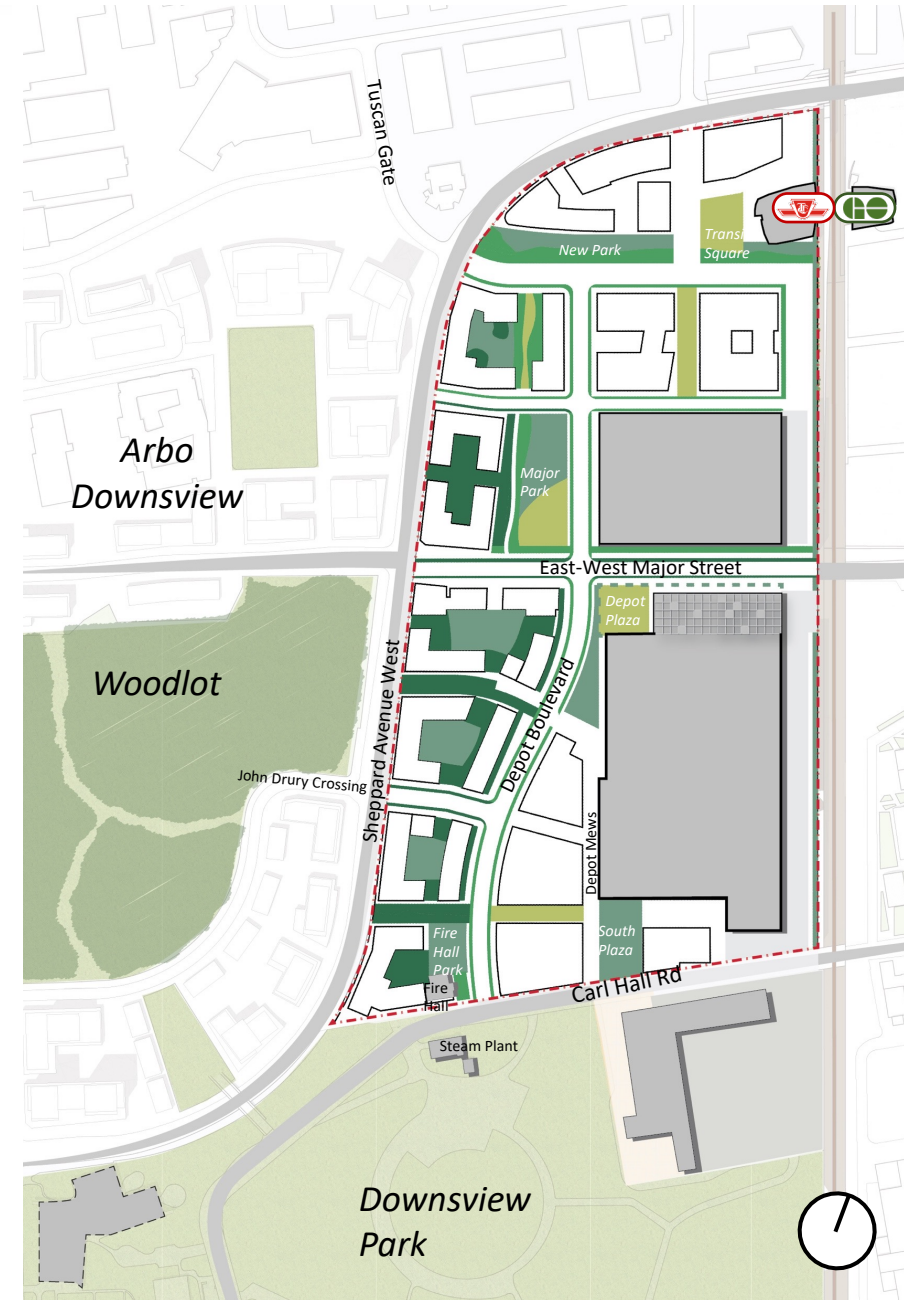 Tuscan Gate
New Park
Transi
Square
Arbo
Downsview
Major
Park
East-West Major Street
Depot
Plaza
Woodlot
Sheppard Avenue West
Depot Boulevard
John Drury Crossing
Depot Mews
Fire
Hall
Park
South
Plaza
Fire
Hall
Carl Hall Rd
Steam Plant
Downsview
Park